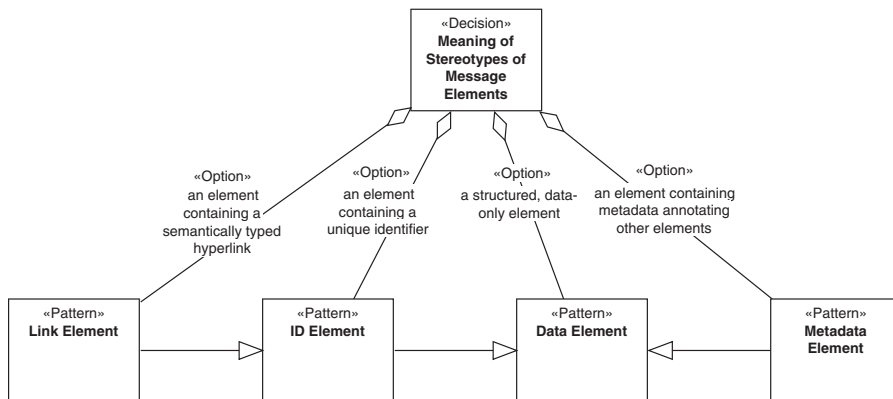 «Decision»
Meaning of
Stereotypes of
Message
Elements
«Option»
an element
containing a
semantically typed
hyperlink
«Option»
an element
containing a
unique identifier
«Option»
a structured, data-
only element
«Option»
an element containing
metadata annotating
other elements
«Pattern»
Link Element
«Pattern»
ID Element
«Pattern»
Data Element
«Pattern»
Metadata
Element